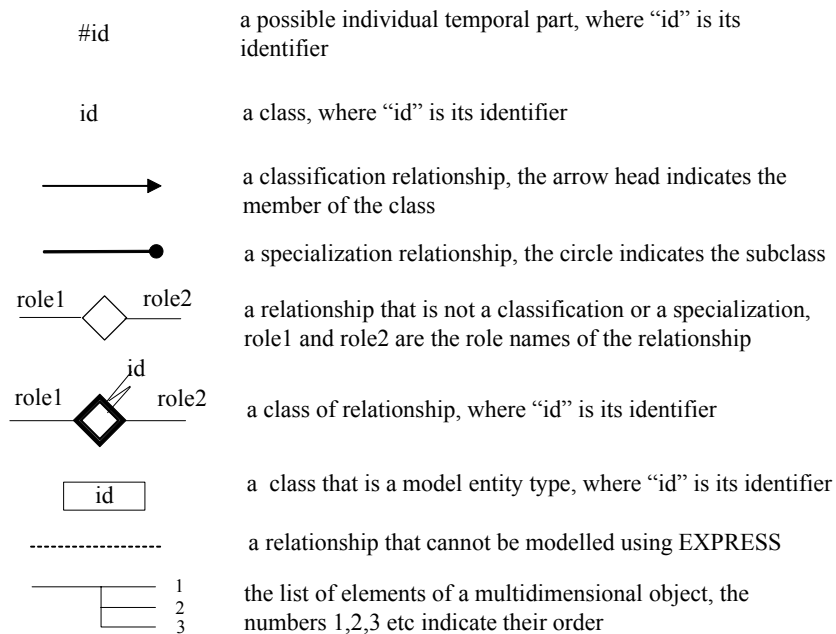 #id
a possible individual temporal part, where “id” is its
identifier
id
a class, where “id” is its identifier
a classification relationship, the arrow head indicates the
member of the class
a specialization relationship, the circle indicates the subclass
role1
role2
a relationship that is not a classification or a specialization,
role1 and role2 are the role names of the relationship
id
role1
role2
a class of relationship, where “id” is its identifier
id
a class that is a model entity type, where “id” is its identifier
a relationship that cannot be modelled using EXPRESS
1
2
3
the list of elements of a multidimensional object, the
numbers 1,2,3 etc indicate their order